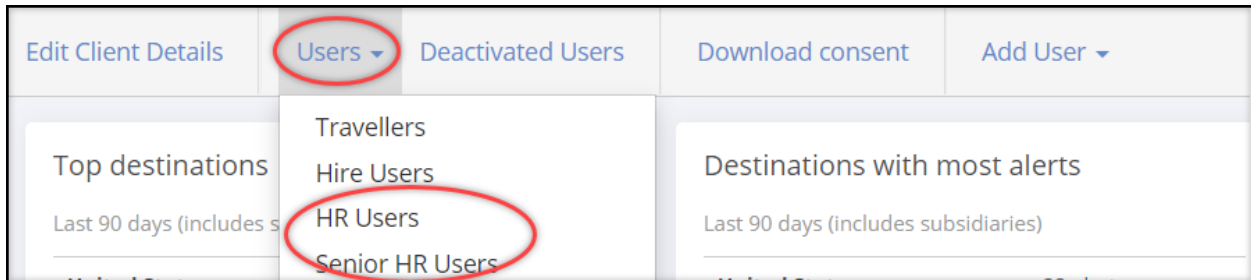 Edit Client Details Users Deactivated Users Download consent Add User
Travellers
Top destinations
Hire Users
Destinations with most alerts
HR Users
Last 90 days (includes s
Last 90 days (includes subsidiaries)
Senior HR Users